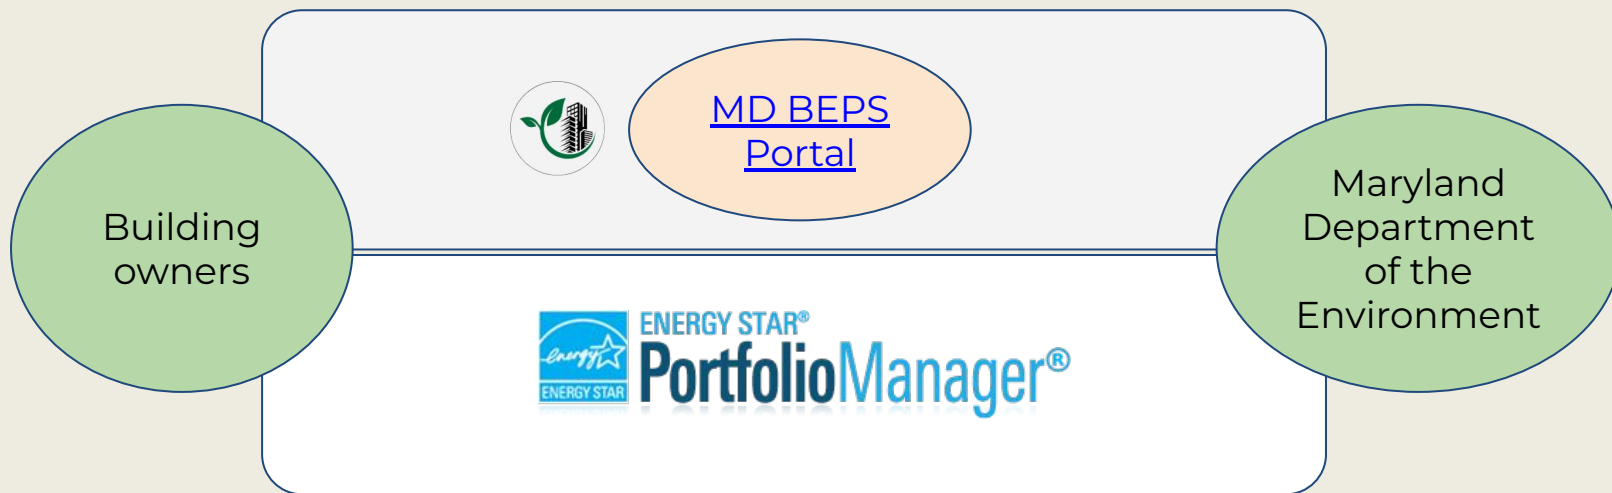 MD BEPS
Portal
Building
owners
Maryland
Department
of the
Environment
energy
ENERGY STAR
ENERGY STAR®
PortfolioManager®